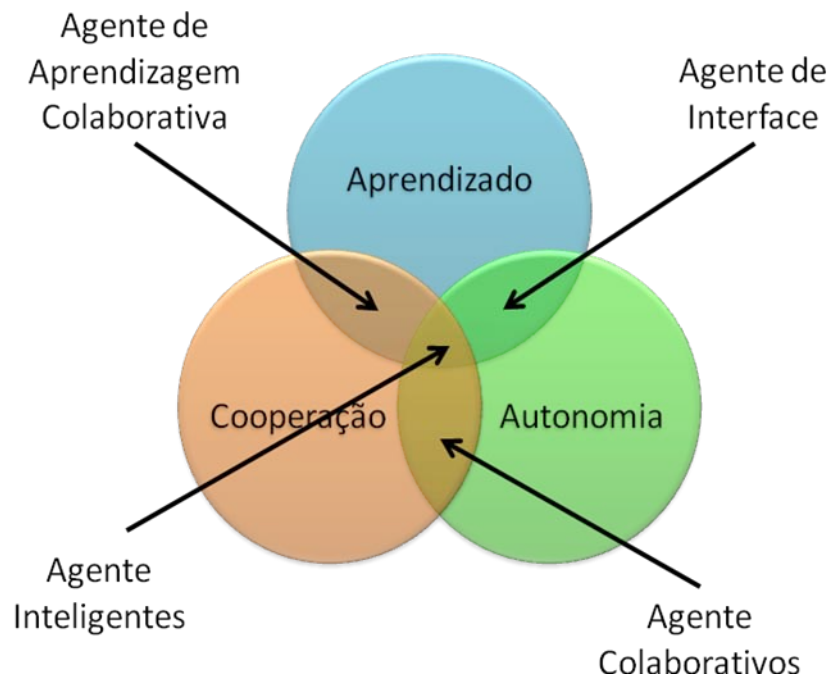 Agente de
Aprendizagem
Colaborativa
Agente de
Interface
Aprendizado
Cooperação
Autonomia
Agente
Inteligentes
Agente
Colaborativos